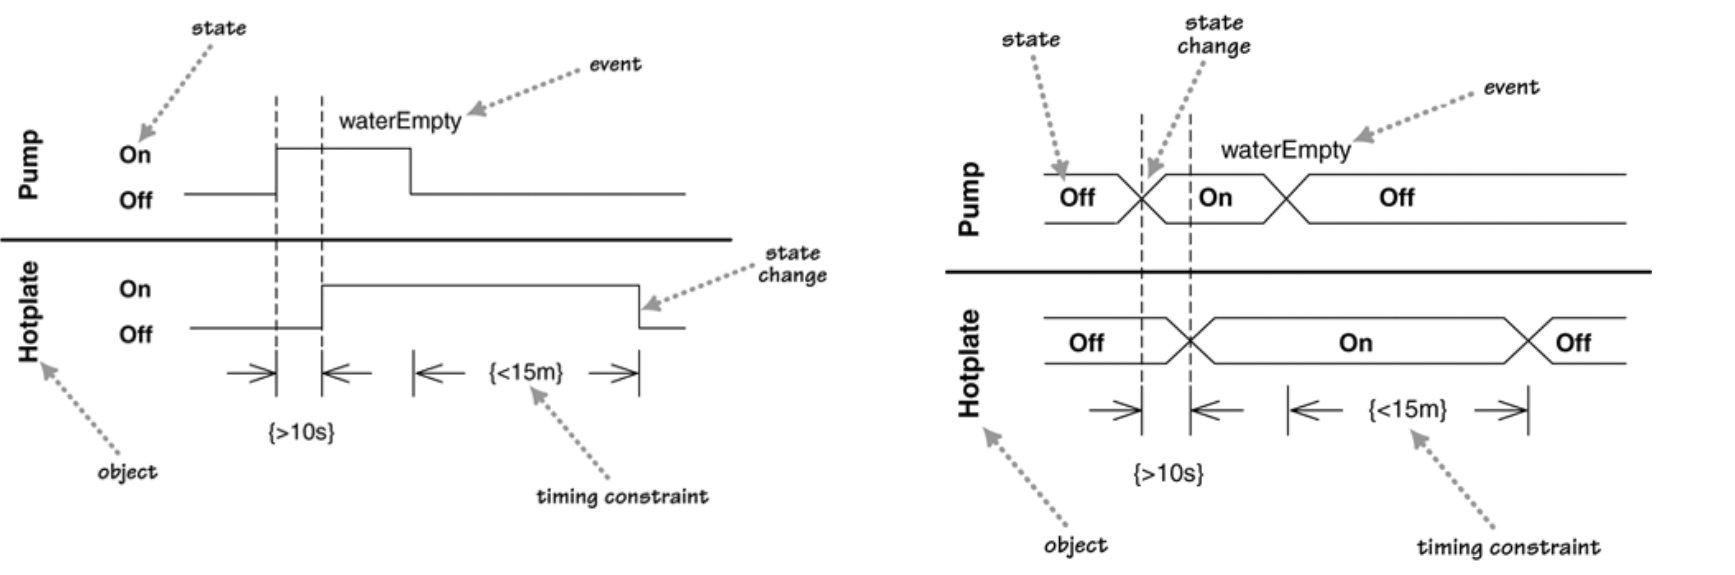 state
event
waterEmpty
Pump
On
Off
state
change
Hotplate
On
Off
{<15m}
{>10s}
object
timing constraint
state
change
state
event
waterEmpty
Pump
Off
On
Off
Hotplate
Off
On
Off
{<15m}
{>10s}
object
timing constraint